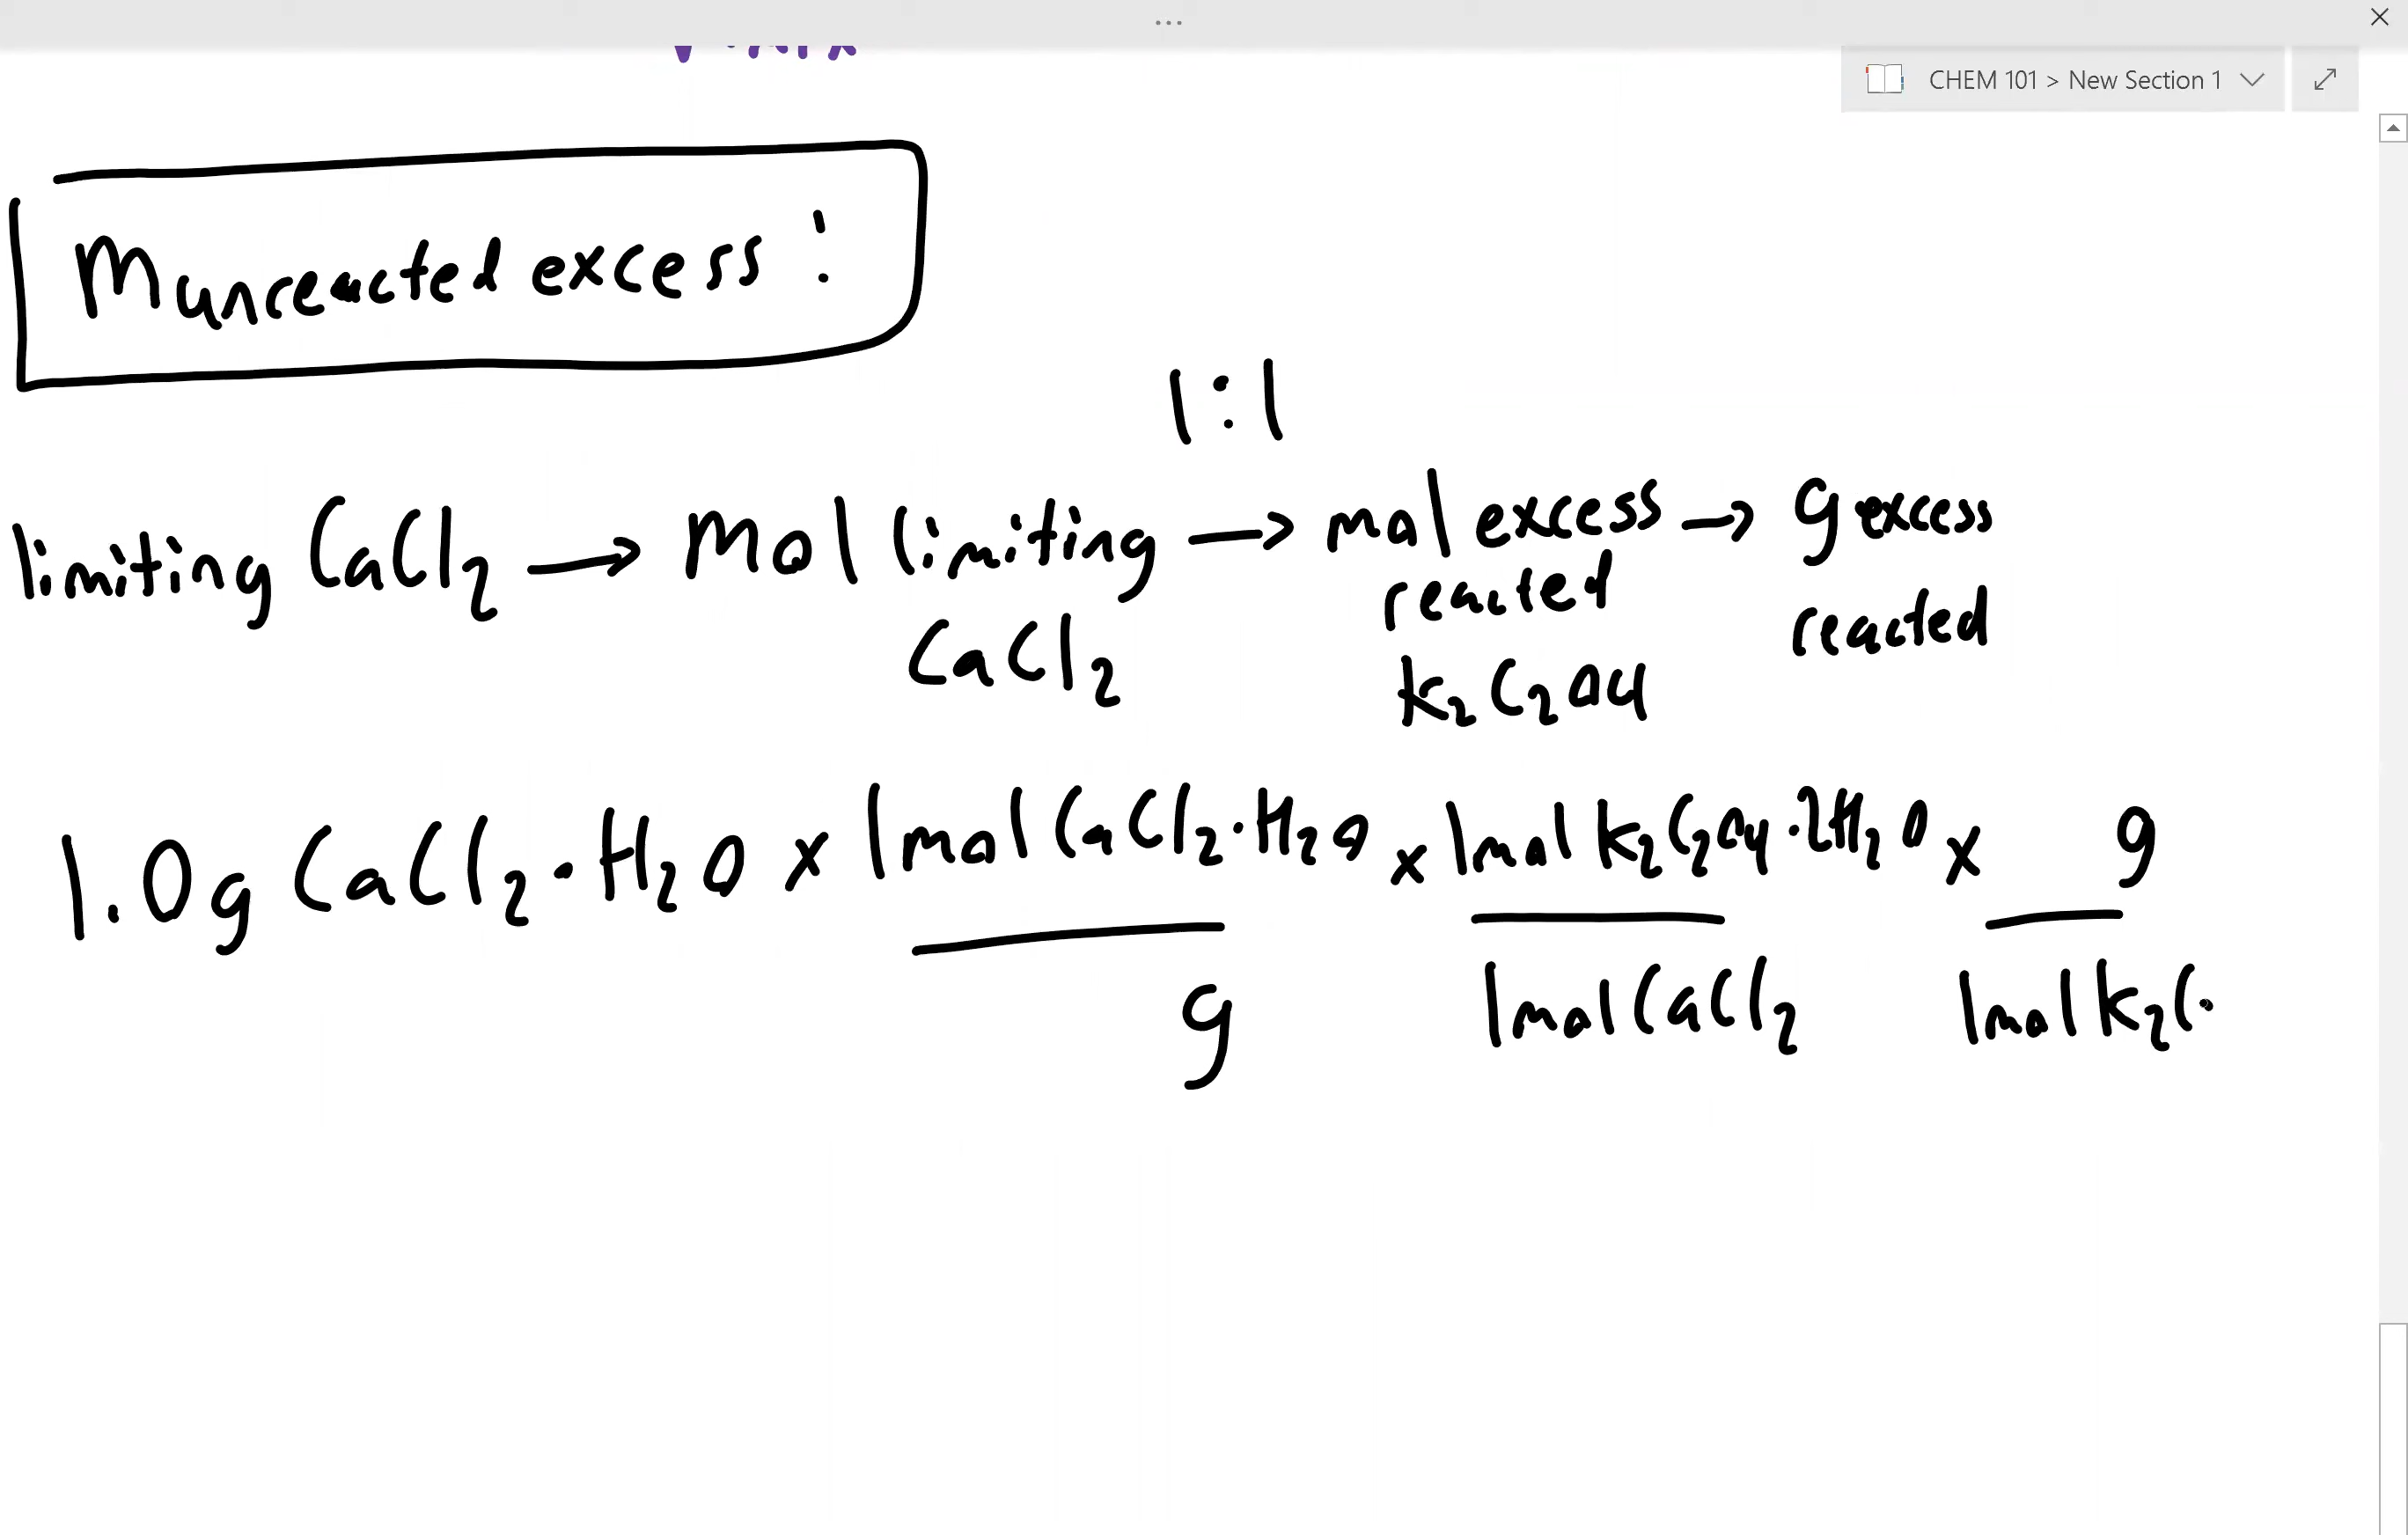 CHEM 101 > New Section 1
Munreacted excess:
1:1
limiting CaCl2 → Mol limiting → mol excess → g excess
reacted reacted
CaCl2 K2C2O4
1.0g CaCl2·H2O x 1mol CaCl2·H2O x 1mol K2C2O4·2H2O x g
g 1mol CaCl2 1mol K2C